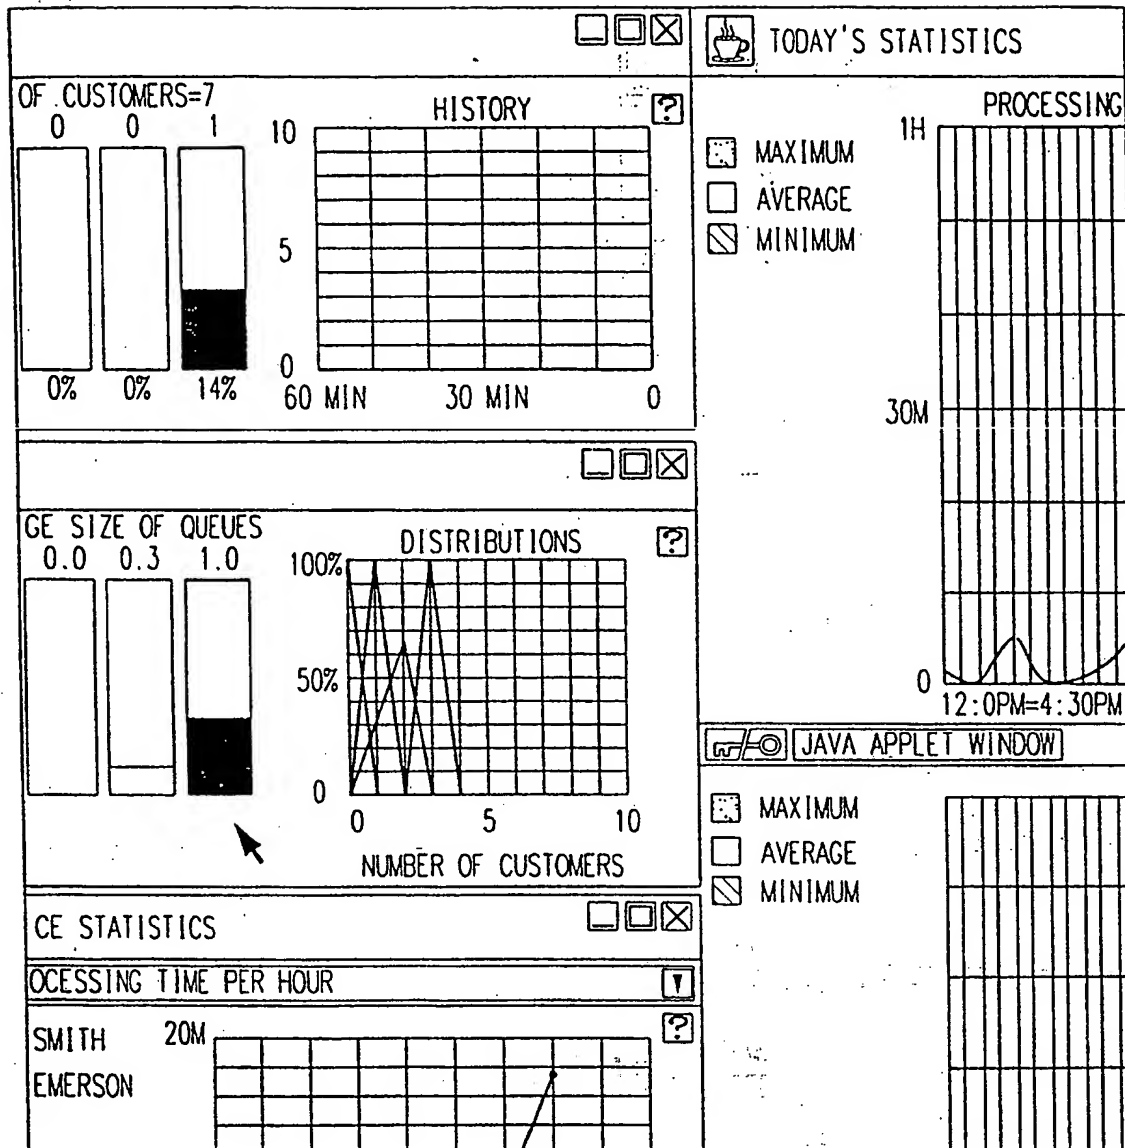 OF CUSTOMERS=7
0 0 1
0% 0% 14%
HISTORY
?
10
5
0
60 MIN 30 MIN 0
GE SIZE OF QUEUES
0.0 0.3 1.0
DISTRIBUTIONS
?
100%
50%
0
0 5 10
NUMBER OF CUSTOMERS
CE STATISTICS
OCESSING TIME PER HOUR
?
SMITH
EMERSON
20M
TODAY'S STATISTICS
PROCESSING
MAXIMUM
AVERAGE
MINIMUM
1H
30M
0
12:0PM=4:30PM
JAVA APPLET WINDOW
MAXIMUM
AVERAGE
MINIMUM